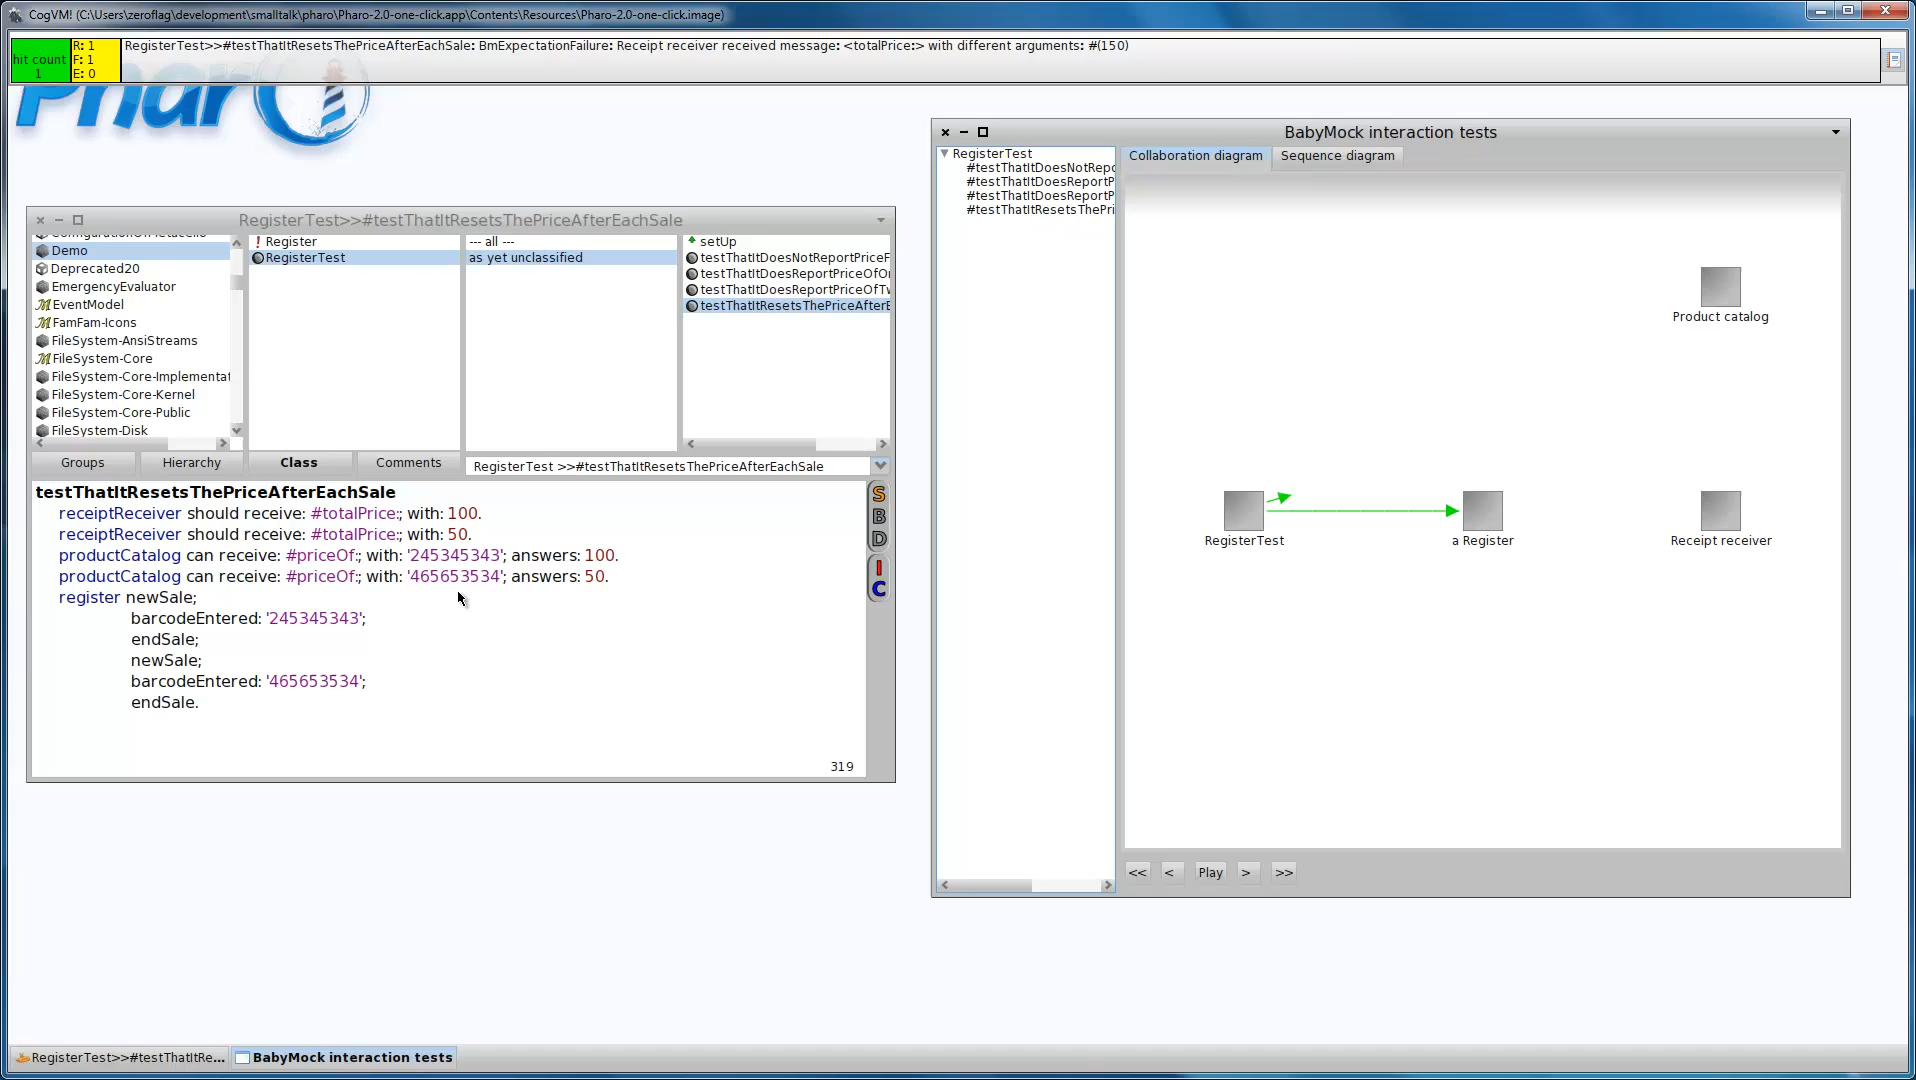 CogVM! (C:\Users\zeroflag\development\smalltalk\pharo\Pharo-2.0-one-click.app\Contents\Resources\Pharo-2.0-one-click.image)
hit count
1
R: 1
F: 1
E: 0
RegisterTest>>#testThatItResetsThePriceAfterEachSale: BmExpectationFailure: Receipt receiver received message: <totalPrice:> with different arguments: #(150)
Pharo
RegisterTest>>#testThatItResetsThePriceAfterEachSale
Demo
Deprecated20
EmergencyEvaluator
EventModel
FamFam-Icons
FileSystem-AnsiStreams
FileSystem-Core
FileSystem-Core-Implementat
FileSystem-Core-Kernel
FileSystem-Core-Public
FileSystem-Disk
Register
RegisterTest
-- all --
as yet unclassified
setUp
testThatItDoesNotReportPriceF
testThatItDoesReportPriceOfO
testThatItDoesReportPriceOfTw
testThatItResetsThePriceAfterE
Groups
Hierarchy
Class
Comments
RegisterTest >>#testThatItResetsThePriceAfterEachSale
testThatItResetsThePriceAfterEachSale
receiptReceiver should receive: #totalPrice:; with: 100.
receiptReceiver should receive: #totalPrice:; with: 50.
productCatalog can receive: #priceOf:; with: '245345343'; answers: 100.
productCatalog can receive: #priceOf:; with: '465653534'; answers: 50.
register newSale;
barcodeEntered: '245345343';
endSale;
newSale;
barcodeEntered: '465653534';
endSale.
319
S
B
D
I
C
BabyMock interaction tests
RegisterTest
#testThatItDoesNotRepo
#testThatItDoesReportP
#testThatItDoesReportP
#testThatItResetsThePri
Collaboration diagram
Sequence diagram
Product catalog
RegisterTest
a Register
Receipt receiver
<<
<
Play
>
>>
RegisterTest>>#testThatItRe...
BabyMock interaction tests